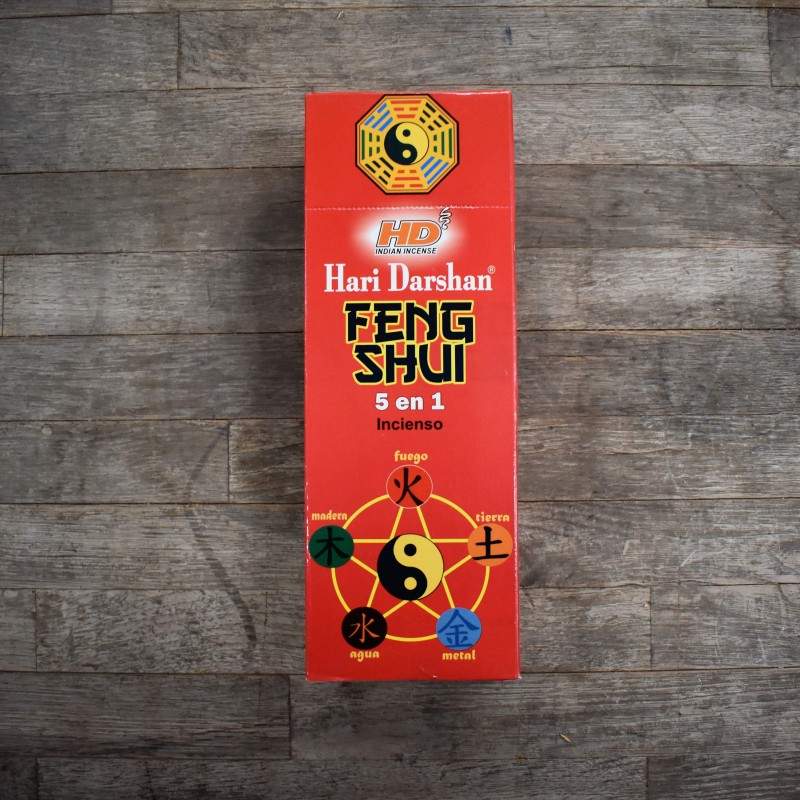 HD
INDIAN INCENSE
Hari Darshan®
FENG
SHUI
5 en 1
Incienso
fuego
火
madera
tierra
木
土
水
金
agua
metal